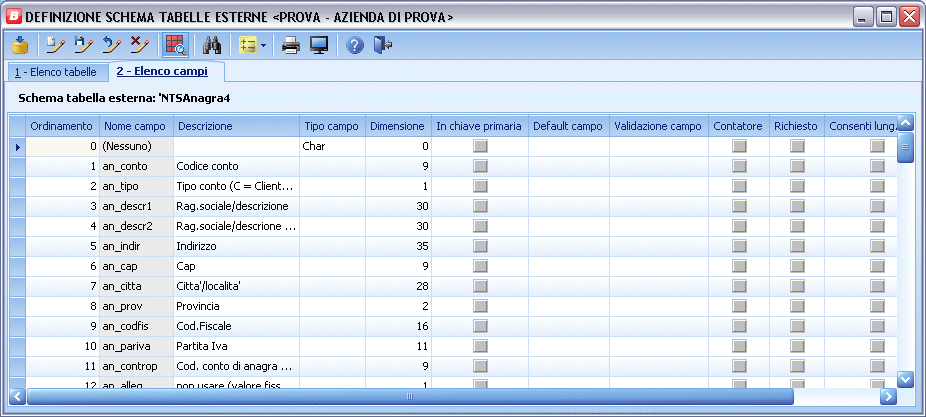 B DEFINIZIONE SCHEMA TABELLE ESTERNE <PROVA - AZIENDA DI PROVA>
1 - Elenco tabelle 2 - Elenco campi
Schema tabella esterna: 'NTSAnagra4
Ordinamento Nome campo Descrizione Tipo campo Dimensione In chiave primaria Default campo Validazione campo Contatore Richiesto Consenti lung.
0 (Nessuno) Char 0
1 an_conto Codice conto 9
2 an_tipo Tipo conto (C = Client... 1
3 an_descr1 Rag.sociale/descrizione 30
4 an_descr2 Rag.sociale/descrione ... 30
5 an_indir Indirizzo 35
6 an_cap Cap 9
7 an_citta Citta'/localita' 28
8 an_prov Provincia 2
9 an_codfis Cod.Fiscale 16
10 an_pariva Partita Iva 11
11 an_controp Cod. conto di anagra ... 9
12 an_alleg non usare (valore fiss 1